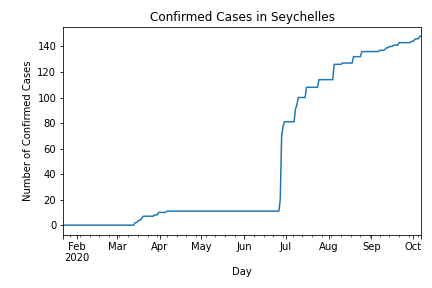 Confirmed Cases in Seychelles
Number of Confirmed Cases
140
120
100
80
60
40
20
0
Feb Mar Apr May Jun Jul Aug Sep Oct
2020
Day